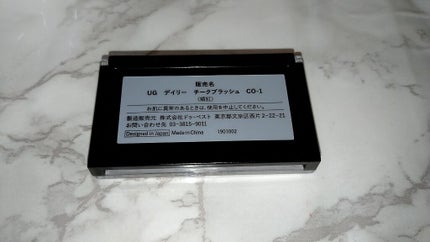 販売名
UG デイリー チークブラッシュ CO-1
(頬紅)
お肌に異常のあるときは、使用を中止してください。
製造販売元 株式会社ドゥ・ベスト 東京都文京区西片 2-22-21
お問い合わせ先 03-3815-9011
Designed in Japan Made in China 1901002